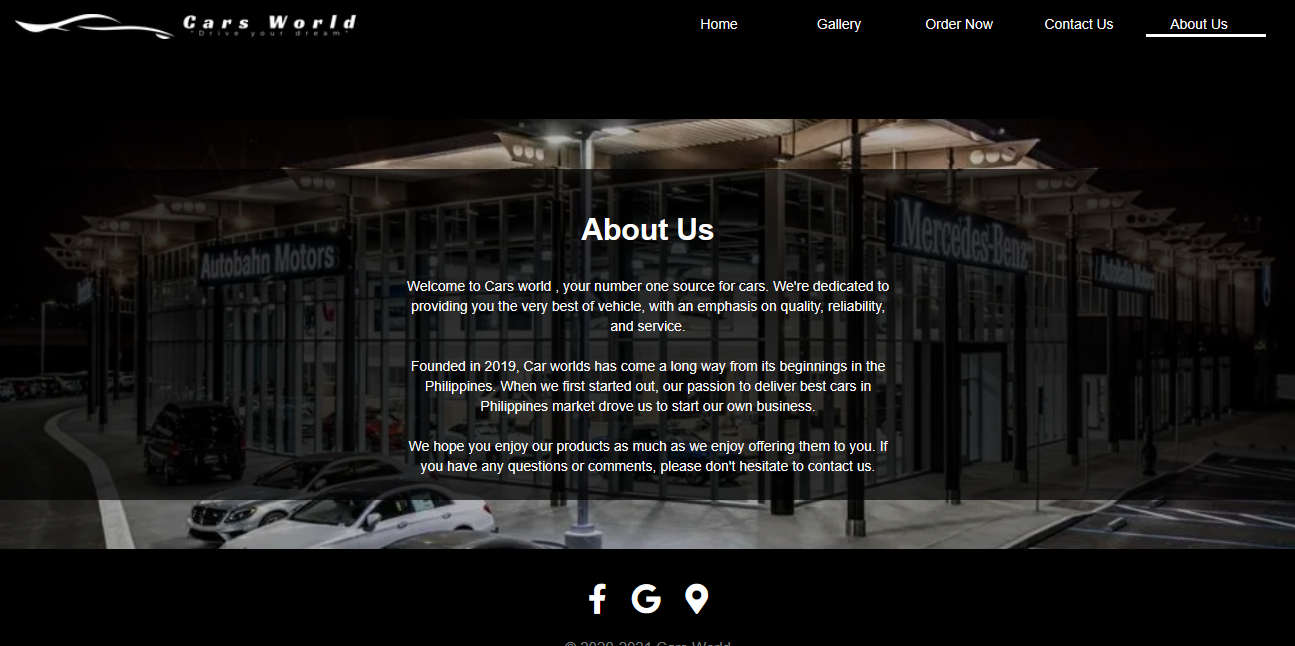 Cars World
"Drive your dream"
Home
Gallery
Order Now
Contact Us
About Us
Autobahn Motors
Mercedes-Benz
Autobahn Motors
About Us
Welcome to Cars world , your number one source for cars. We're dedicated to
providing you the very best of vehicle, with an emphasis on quality, reliability,
and service.
Founded in 2019, Car worlds has come a long way from its beginnings in the
Philippines. When we first started out, our passion to deliver best cars in
Philippines market drove us to start our own business.
We hope you enjoy our products as much as we enjoy offering them to you. If
you have any questions or comments, please don't hesitate to contact us.
© 2020-2021 Cars World